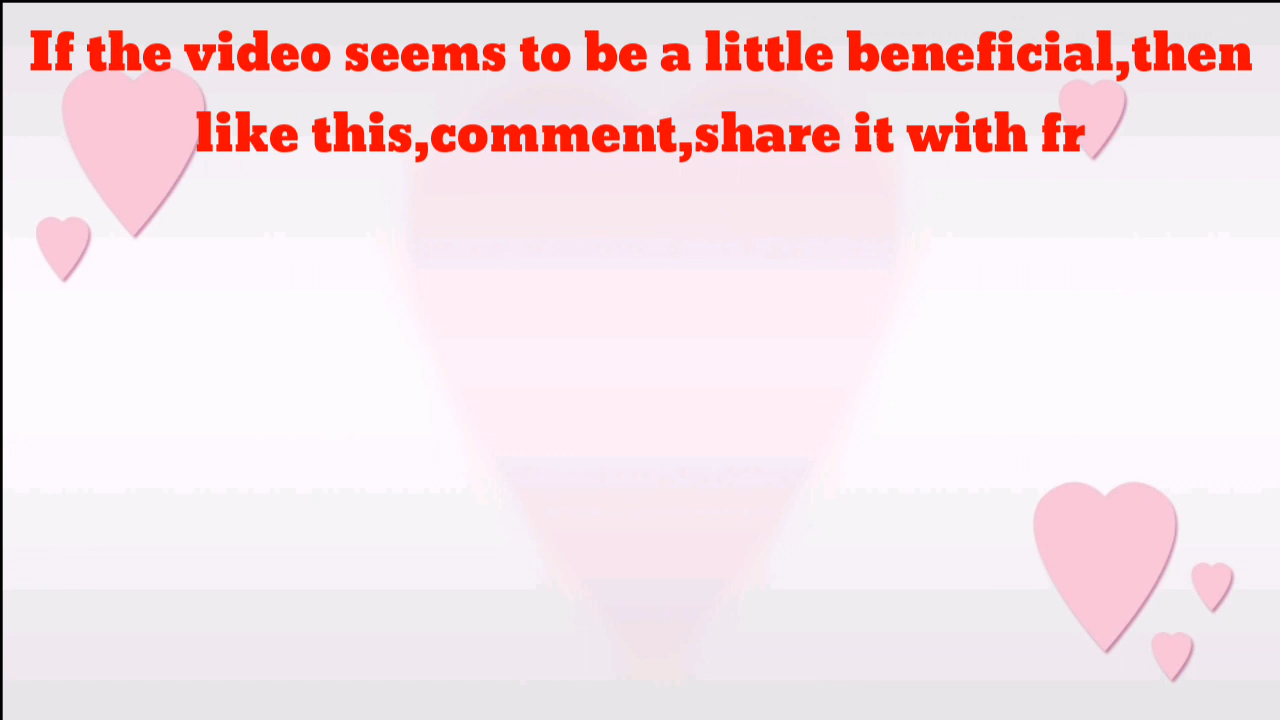 If the video seems to be a little beneficial,then
like this,comment,share it with fr